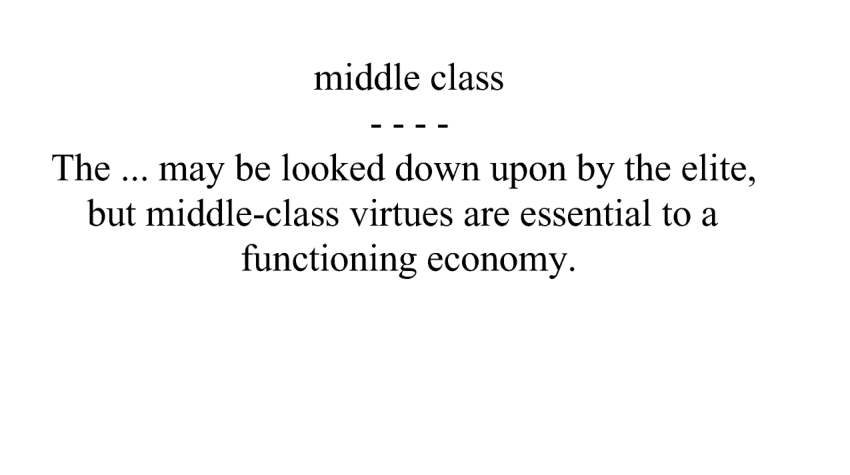 middle class
- - - -
The ... may be looked down upon by the elite,
but middle-class virtues are essential to a
functioning economy.